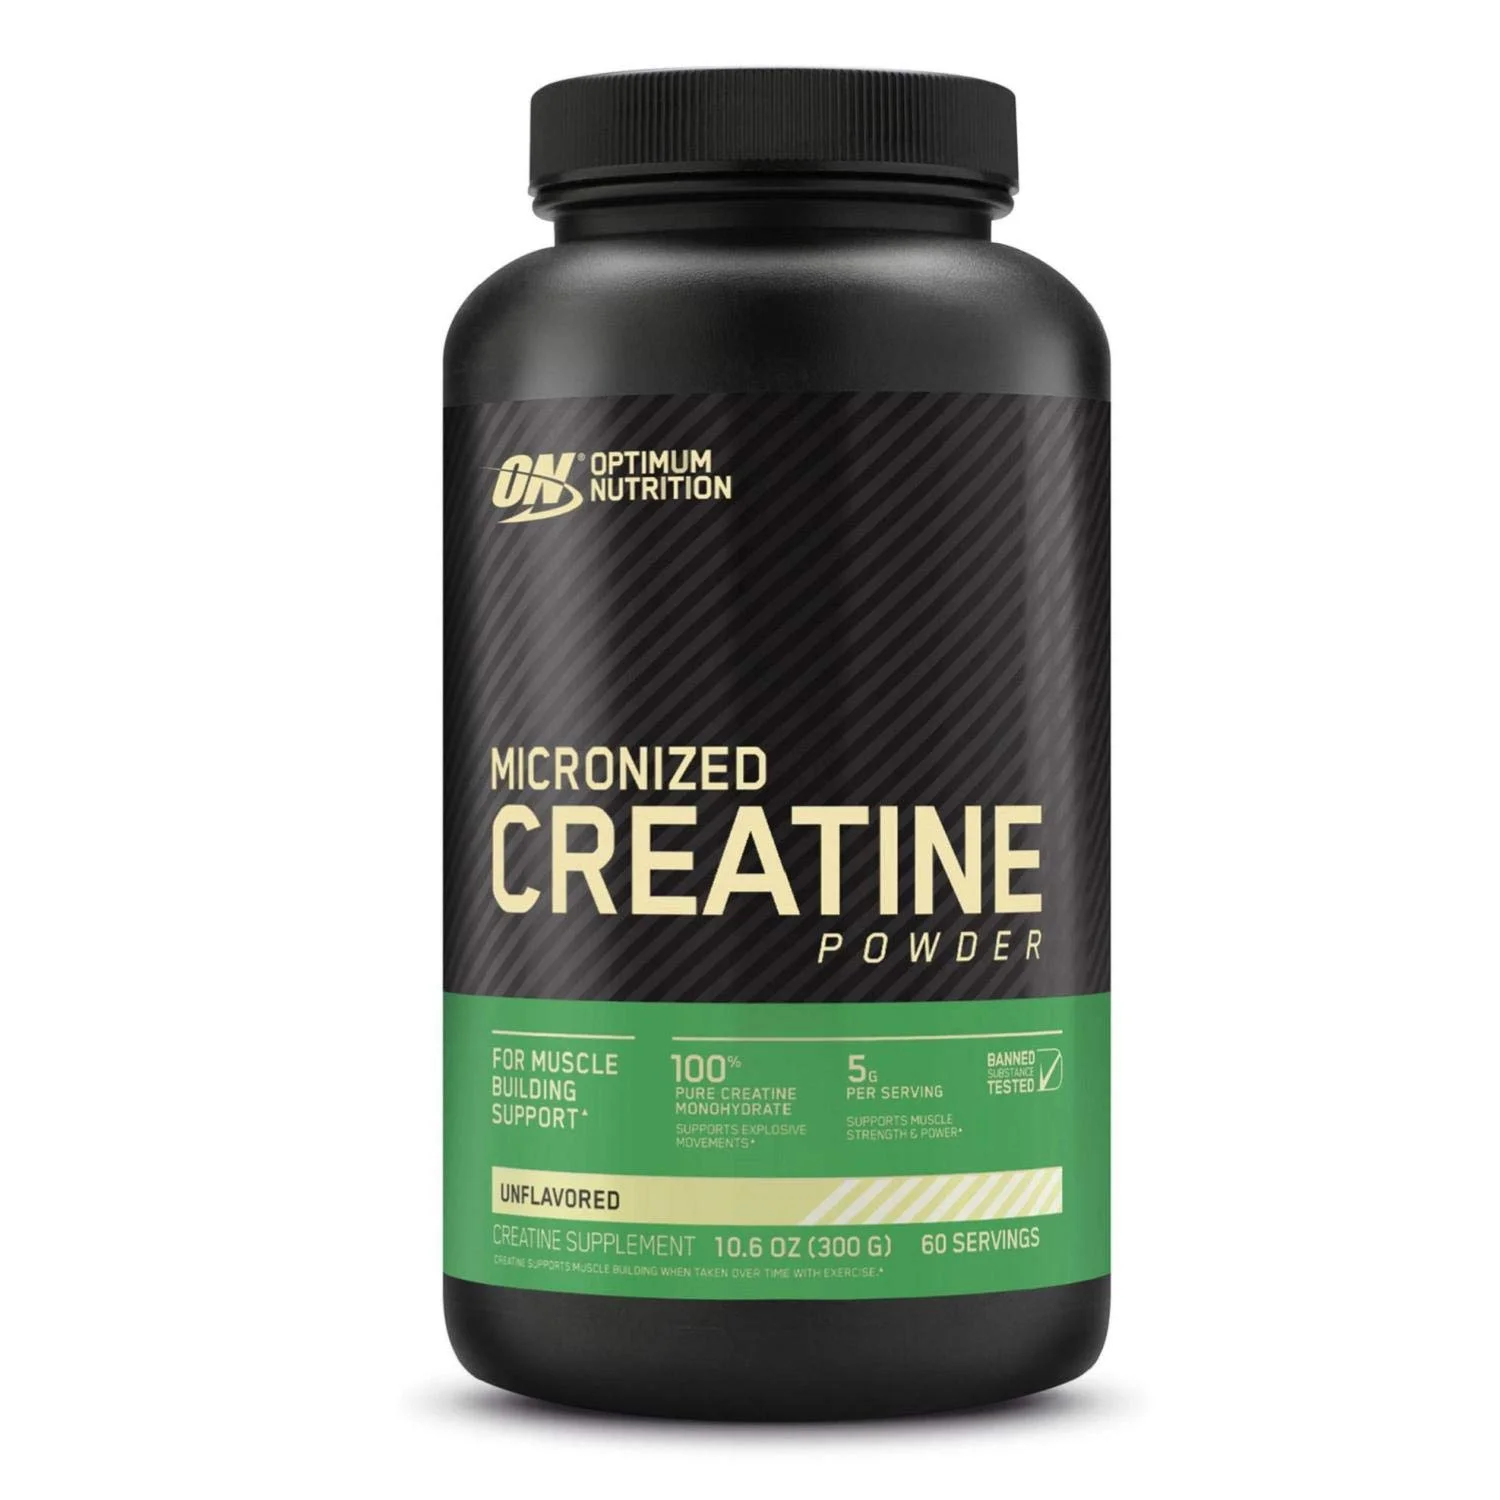 ON® OPTIMUM
NUTRITION
MICRONIZED
CREATINE
POWDER
FOR MUSCLE
BUILDING
SUPPORT▲
100%
PURE CREATINE
MONOHYDRATE
SUPPORTS EXPLOSIVE
MOVEMENTS▲
5G
PER SERVING
SUPPORTS MUSCLE
STRENGTH & POWER▲
BANNED
SUBSTANCE
TESTED
UNFLAVORED
CREATINE SUPPLEMENT 10.6 OZ (300 G) 60 SERVINGS
CREATINE SUPPORTS MUSCLE BUILDING WHEN TAKEN OVER TIME WITH EXERCISE.▲